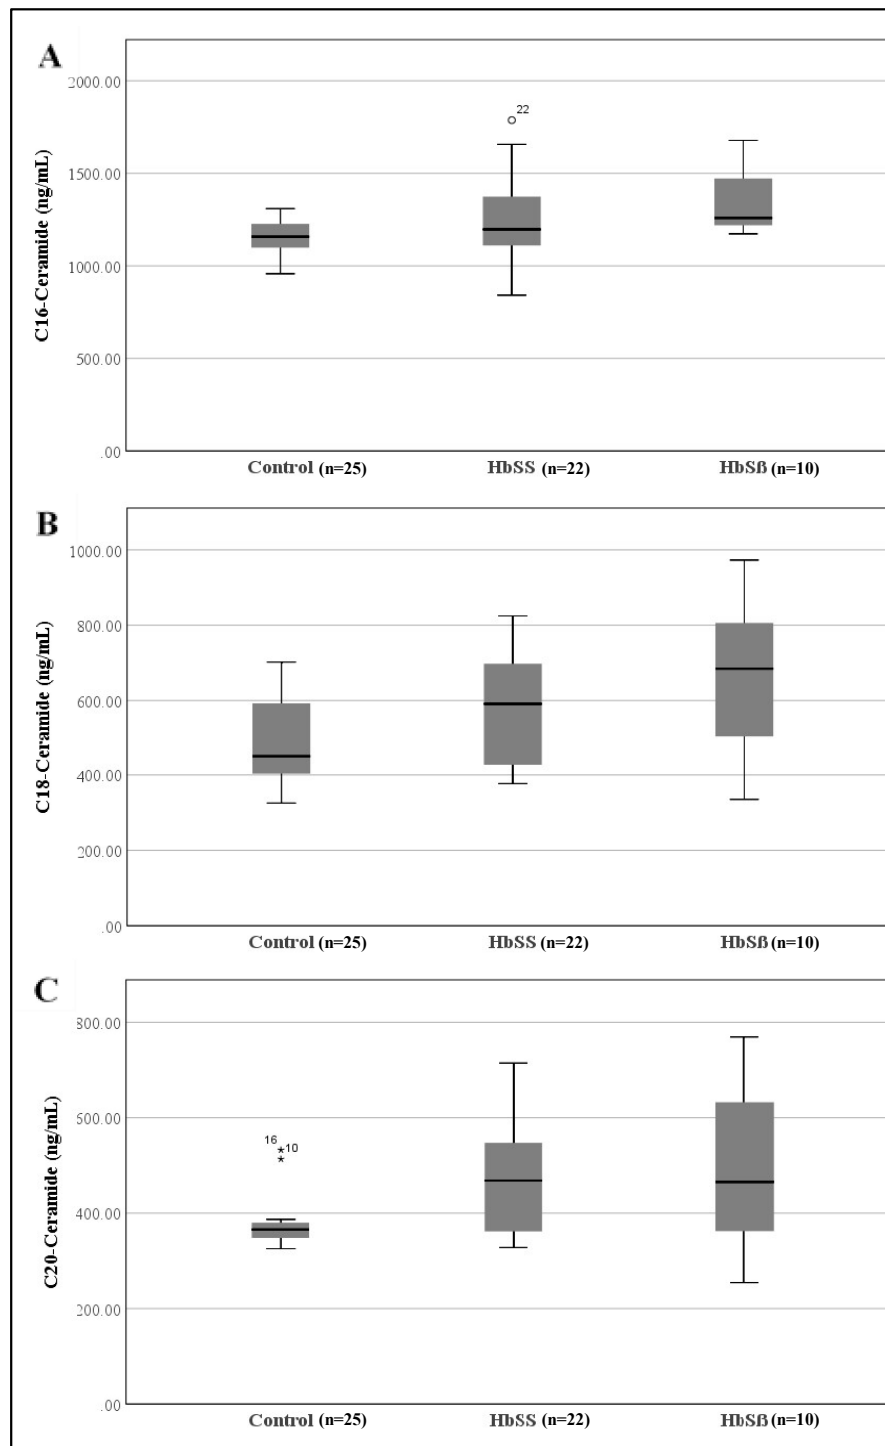 A
2000.00
1500.00
1000.00
500.00
.00
C16-Ceramide (ng/mL)
22
Control (n=25) HbSS (n=22) HbSß (n=10)
B
1000.00
800.00
600.00
400.00
200.00
.00
C18-Ceramide (ng/mL)
Control (n=25) HbSS (n=22) HbSß (n=10)
C
800.00
600.00
400.00
200.00
.00
C20-Ceramide (ng/mL)
16
*10
*
Control (n=25) HbSS (n=22) HbSß (n=10)